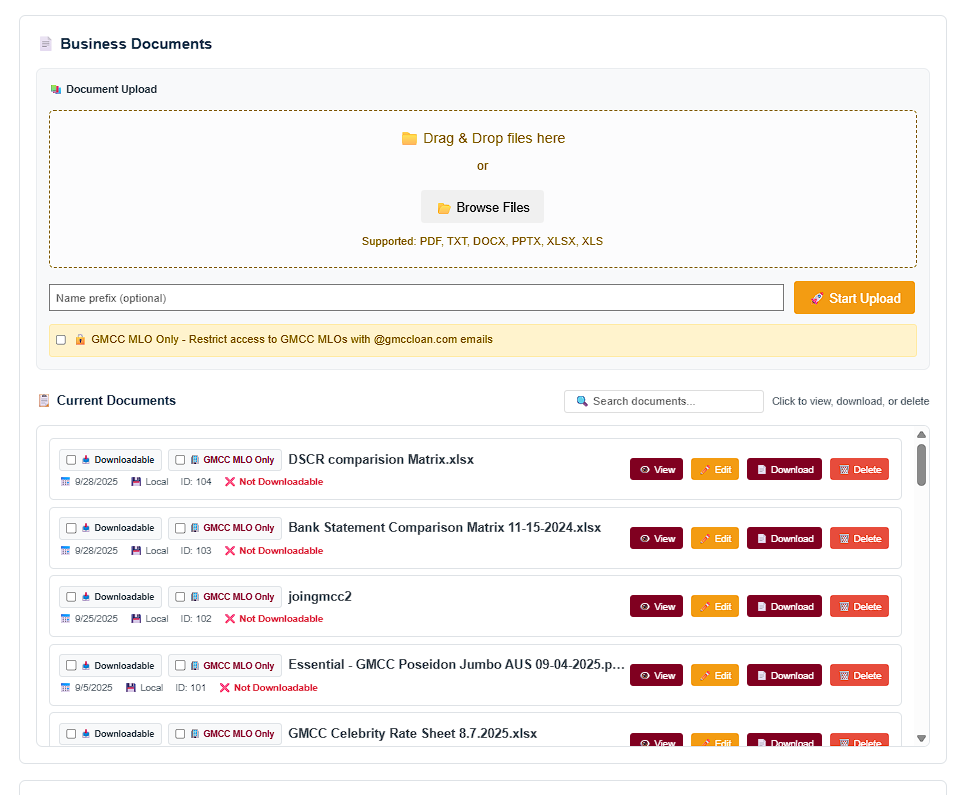 Business Documents
Document Upload
Drag & Drop files here
or
Browse Files
Supported: PDF, TXT, DOCX, PPTX, XLSX, XLS
Name prefix (optional)
Start Upload
GMCC MLO Only - Restrict access to GMCC MLOs with @gmccloan.com emails
Current Documents
Search documents...
Click to view, download, or delete
Downloadable GMCC MLO Only DSCR comparision Matrix.xlsx
View Edit Download Delete
9/28/2025 Local ID: 104 Not Downloadable
Downloadable GMCC MLO Only Bank Statement Comparison Matrix 11-15-2024.xlsx
View Edit Download Delete
9/28/2025 Local ID: 103 Not Downloadable
Downloadable GMCC MLO Only joingmcc2
View Edit Download Delete
9/25/2025 Local ID: 102 Not Downloadable
Downloadable GMCC MLO Only Essential - GMCC Poseidon Jumbo AUS 09-04-2025.p...
View Edit Download Delete
9/5/2025 Local ID: 101 Not Downloadable
Downloadable GMCC MLO Only GMCC Celebrity Rate Sheet 8.7.2025.xlsx
View Edit Download Delete